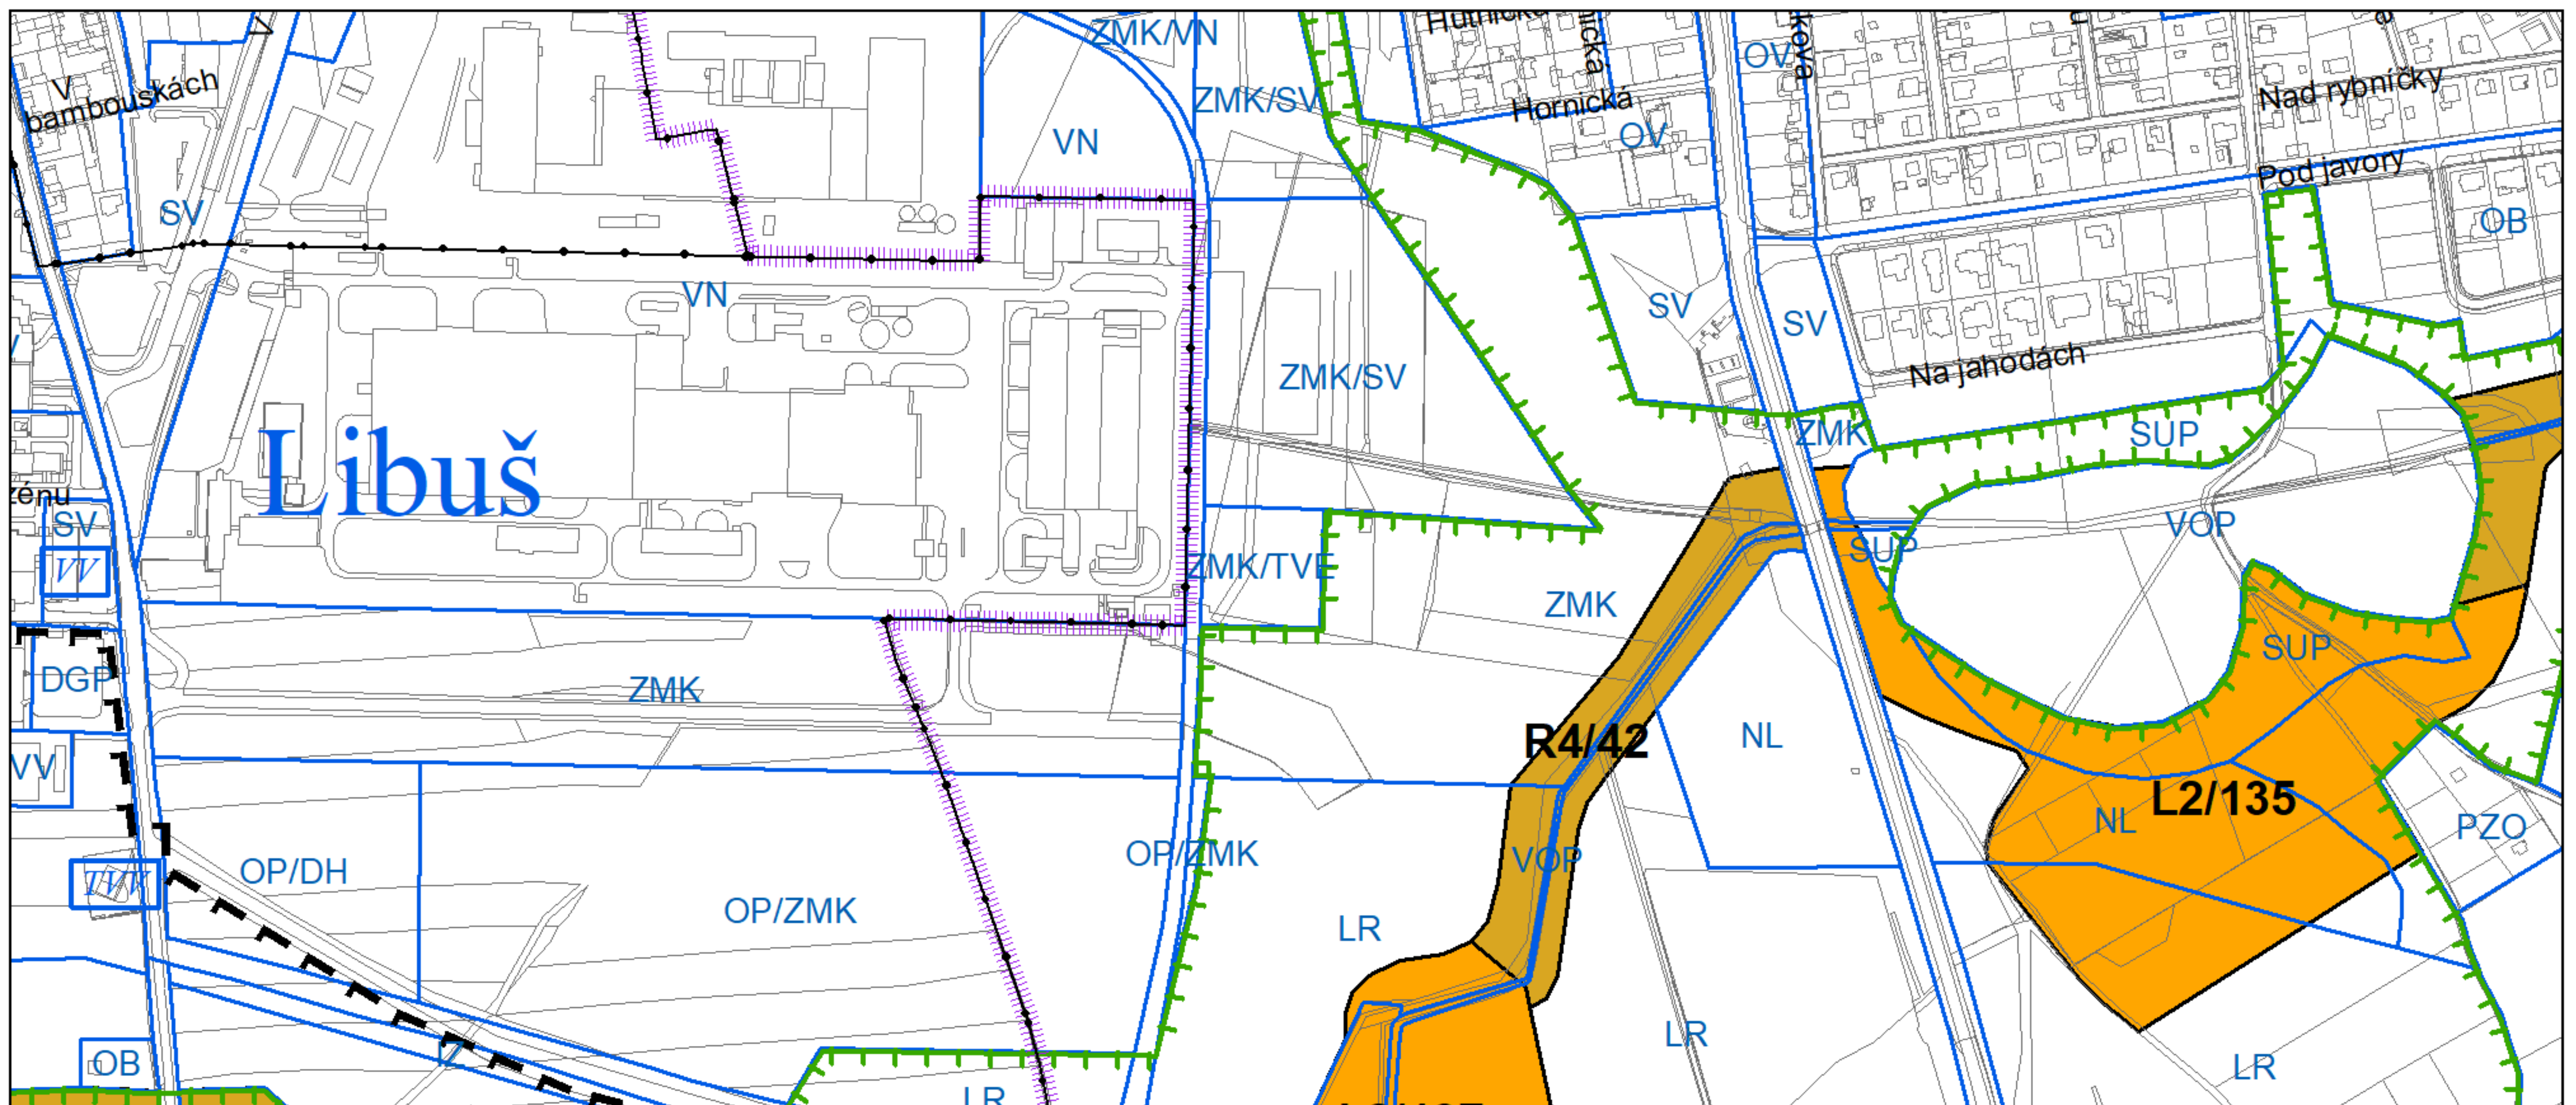 ZMK/VN
OV
V
bambouskách
Nad rybníčky
ZMK/SV
Hornická
VN
OV
Pod javory
SV
OB
VN
SV
SV
ZMK/SV
Na jahodách
ZMK
SUP
Libuš
SV
VOP
SUP
VV
ZMK/TVE
ZMK
SUP
DGP
ZMK
NL
R4/42
VV
L2/135
NL
PZO
OP/ZMK
VOP
OP/DH
TVV
OP/ZMK
LR
LR
IZ
OB
LR
LR